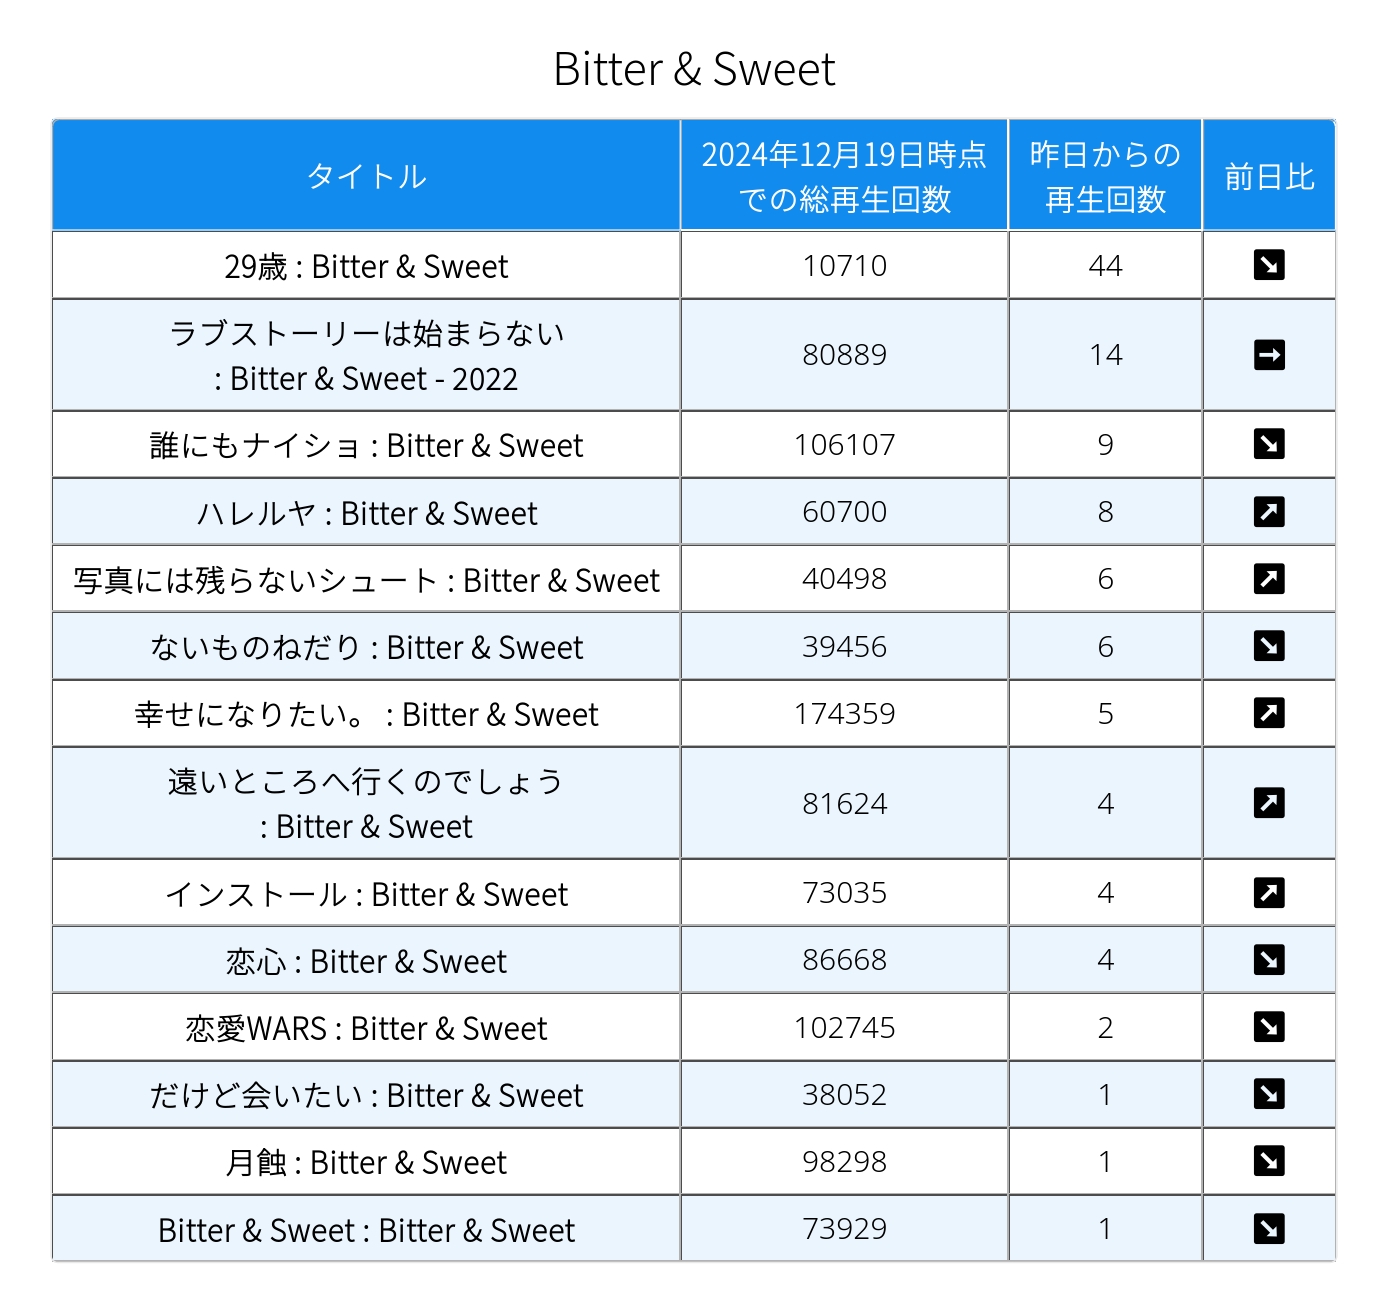 Bitter & Sweet
タイトル
2024年12月19日時点
での総再生回数
昨日からの
再生回数
前日比
29歳 : Bitter & Sweet
10710
44
↘
ラブストーリーは始まらない
: Bitter & Sweet - 2022
80889
14
→
誰にもナイショ : Bitter & Sweet
106107
9
↘
ハレルヤ : Bitter & Sweet
60700
8
↗
写真には残らないシュート : Bitter & Sweet
40498
6
↗
ないものねだり : Bitter & Sweet
39456
6
↘
幸せになりたい。 : Bitter & Sweet
174359
5
↗
遠いところへ行くのでしょう
: Bitter & Sweet
81624
4
↗
インストール : Bitter & Sweet
73035
4
↗
恋心 : Bitter & Sweet
86668
4
↘
恋愛WARS : Bitter & Sweet
102745
2
↘
だけど会いたい : Bitter & Sweet
38052
1
↘
月蝕 : Bitter & Sweet
98298
1
↘
Bitter & Sweet : Bitter & Sweet
73929
1
↘